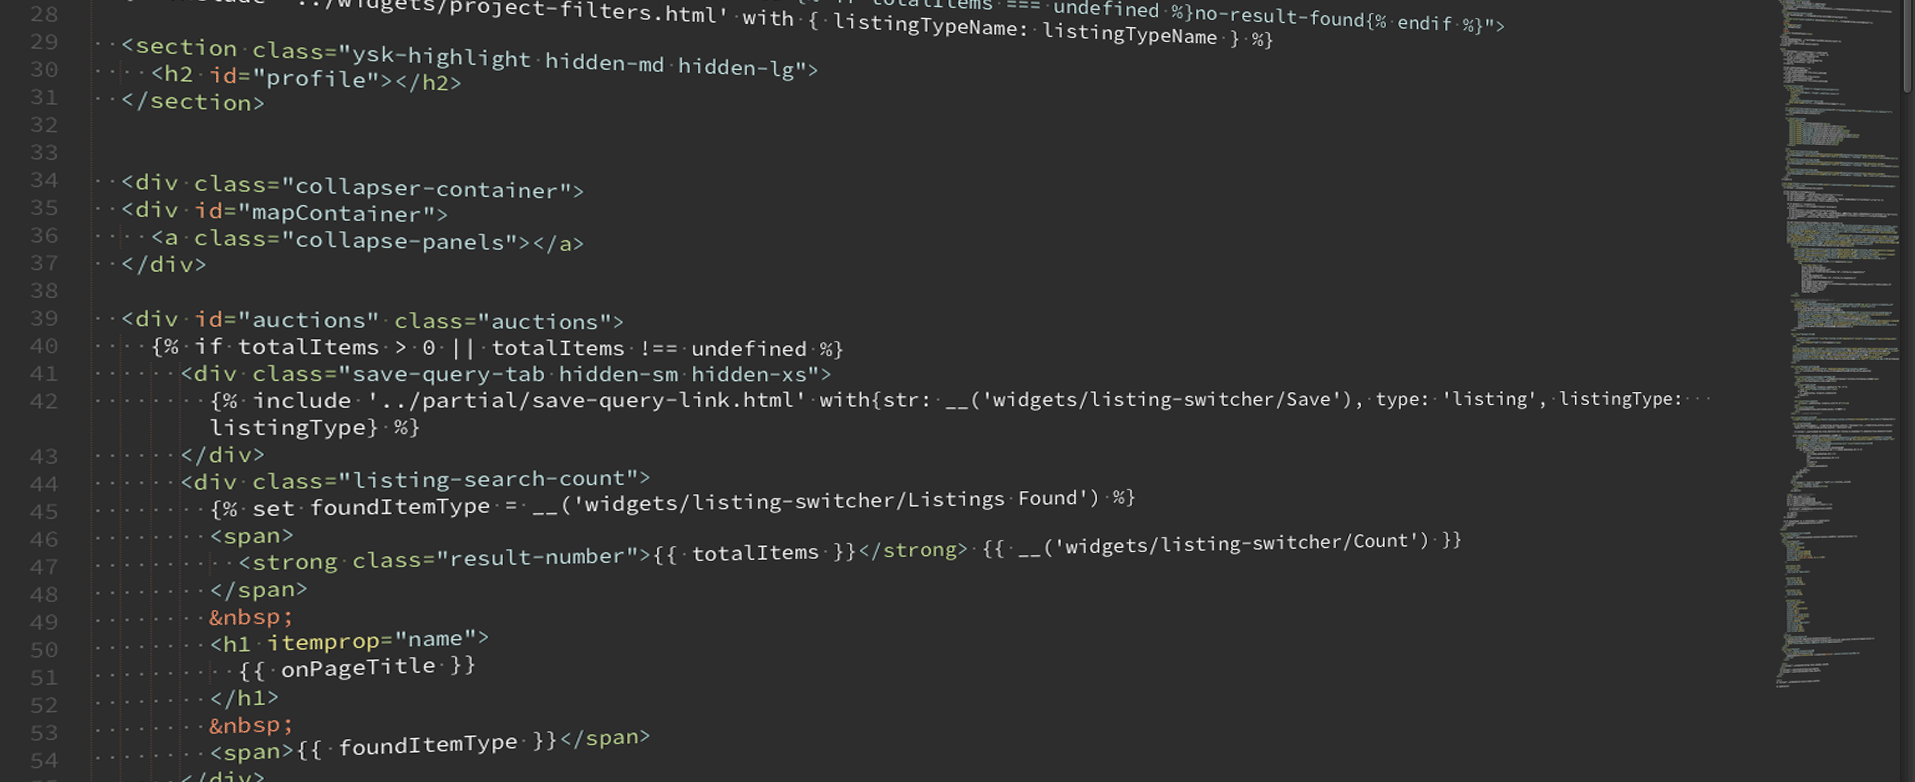 28 '../widgets/project-filters.html' with { listingTypeName: listingTypeName } %}
totalItems === undefined %}no-result-found{% endif %}">
29 <section class="ysk-highlight hidden-md hidden-lg">
30 <h2 id="profile"></h2>
31 </section>
32
33
34 <div class="collapser-container">
35 <div id="mapContainer">
36 <a class="collapse-panels"></a>
37 </div>
38
39 <div id="auctions" class="auctions">
40 {% if totalItems > 0 || totalItems !== undefined %}
41 <div class="save-query-tab hidden-sm hidden-xs">
42 {% include '../partial/save-query-link.html' with{str: __('widgets/listing-switcher/Save'), type: 'listing', listingType:
listingType} %}
43 </div>
44 <div class="listing-search-count">
45 {% set foundItemType = __('widgets/listing-switcher/Listings Found') %}
46 <span>
47 <strong class="result-number">{{ totalItems }}</strong> {{ __('widgets/listing-switcher/Count') }}
48 </span>
49 &nbsp;
50 <h1 itemprop="name">
51 {{ onPageTitle }}
52 </h1>
53 &nbsp;
54 <span>{{ foundItemType }}</span>
</div>